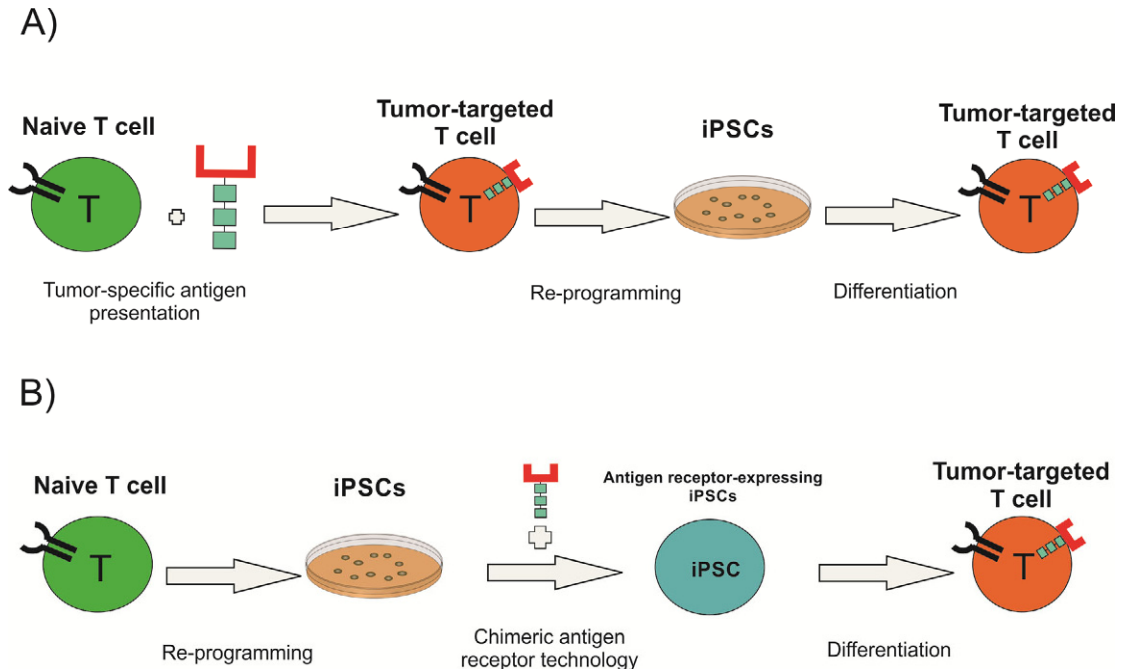 A)
Naive T cell
Tumor-targeted
T cell
iPSCs
Tumor-targeted
T cell
T
T
T
Tumor-specific antigen
presentation
Re-programming
Differentiation
B)
Naive T cell
iPSCs
Antigen receptor-expressing
iPSCs
Tumor-targeted
T cell
T
iPSC
T
Re-programming
Chimeric antigen
receptor technology
Differentiation